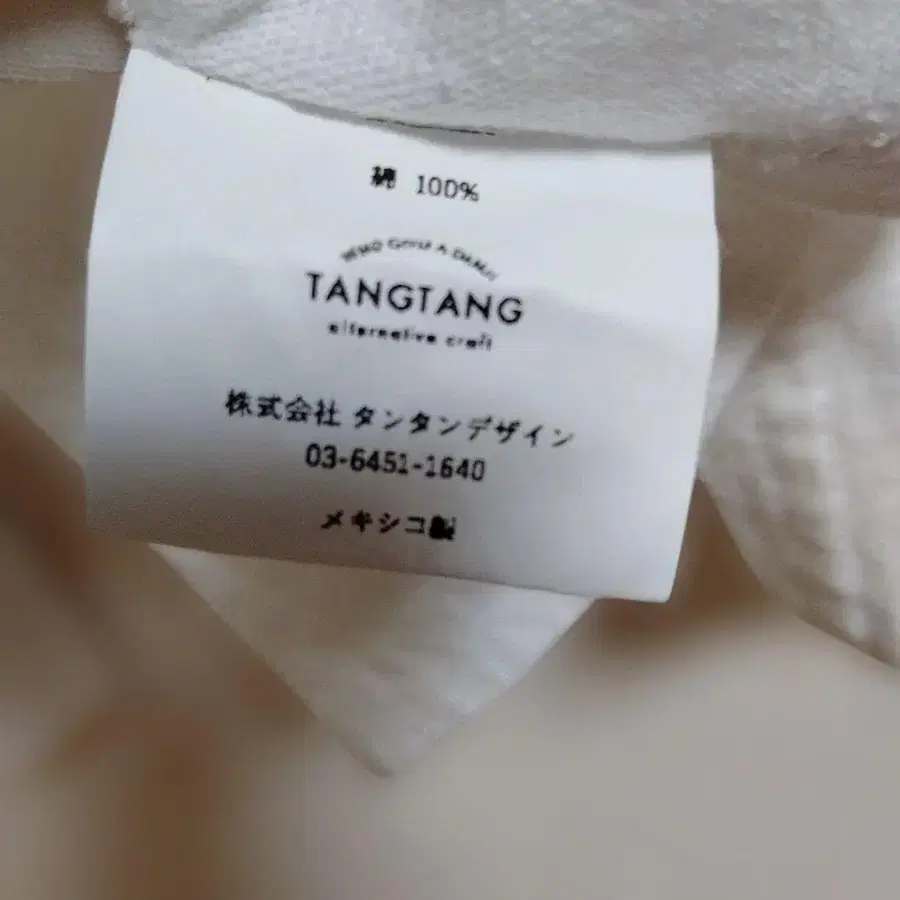 綿 100%
TANGTANG
alternative craft
株式会社 タンタンデザイン
03-6451-1640
メキシコ製